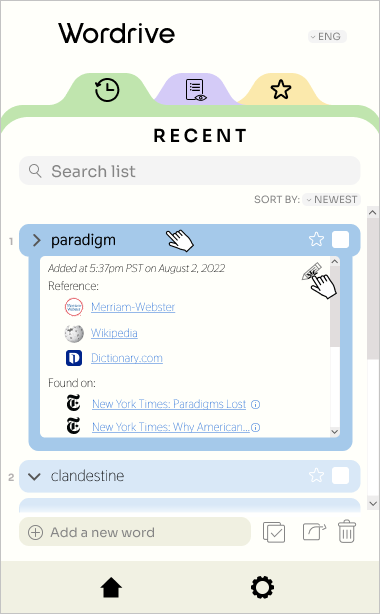 Wordrive
ENG
RECENT
Search list
SORT BY: NEWEST
1 paradigm
Added at 5:37pm PST on August 2, 2022
Reference:
Merriam-Webster
Wikipedia
Dictionary.com
Found on:
New York Times: Paradigms Lost
New York Times: Why American...
2 clandestine
Add a new word